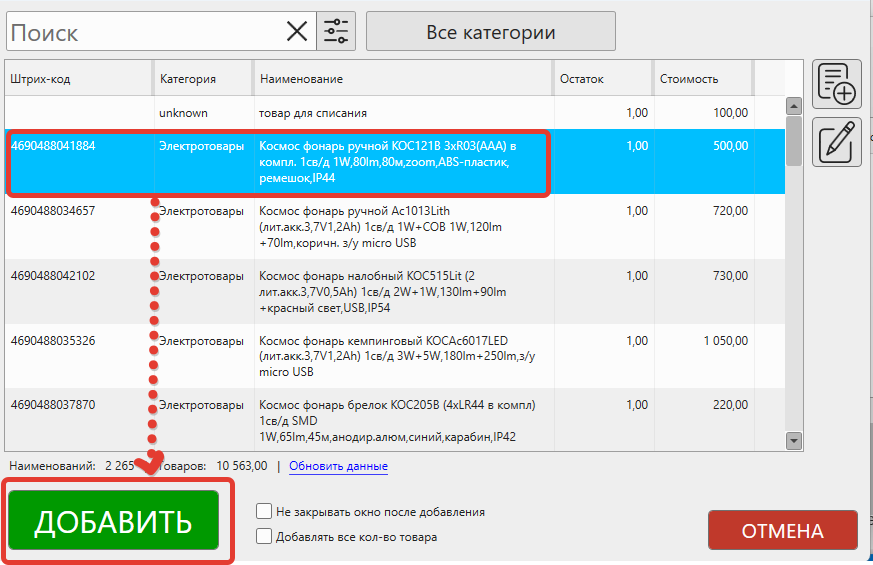 Поиск
Все категории
Штрих-код Категория Наименование Остаток Стоимость
unknown товар для списания 1,00 100,00
4690488041884 Электротовары Космос фонарь ручной КОС121В 3xR03(AAA) в 1,00 500,00
компл. 1св/д 1W,80lm,80м,zoom,ABS-пластик,
ремешок,IP44
4690488034657 Электротовары Космос фонарь ручной Ac1013Lith 1,00 720,00
(лит.акк.3,7V1,2Ah) 1св/д 1W+COB 1W,120lm
+70lm,коричн. з/у micro USB
4690488042102 Электротовары Космос фонарь налобный КОС515Lit (2 1,00 730,00
лит.акк.3,7V0,5Ah) 1св/д 2W+1W,130lm+90lm
+красный свет,USB,IP54
4690488035326 Электротовары Космос фонарь кемпинговый КОСАс6017LED 1,00 1 050,00
(лит.акк.3,7V1,2Ah) 1св/д 3W+5W,180lm+250lm,з/у
micro USB
4690488037870 Электротовары Космос фонарь брелок КОС205В (4xLR44 в компл) 1,00 220,00
1св/д SMD
1W,65lm,45м,анодир.алюм,синий,карабин,IP42
Наименований: 2 265 Товаров: 10 563,00 | Обновить данные
ДОБАВИТЬ
Не закрывать окно после добавления
Добавлять все кол-во товара
ОТМЕНА